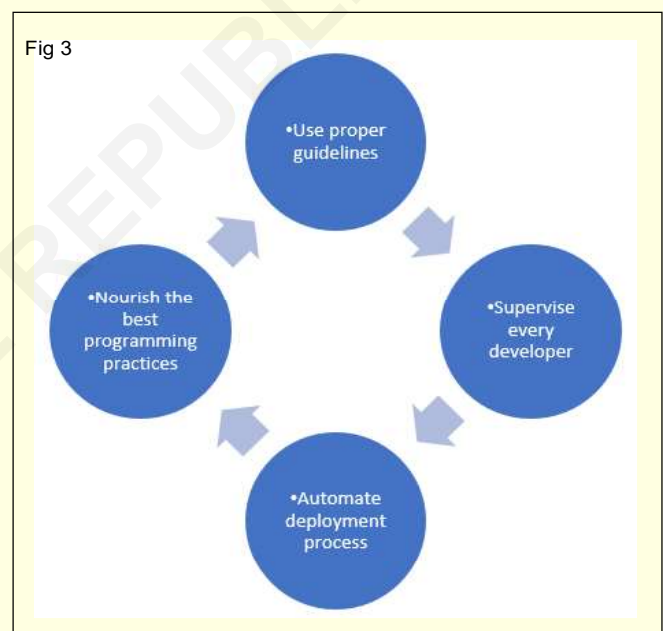 Fig 3
•Use proper
guidelines
•Supervise
every
developer
•Automate
deployment
process
•Nourish the
best
programming
practices